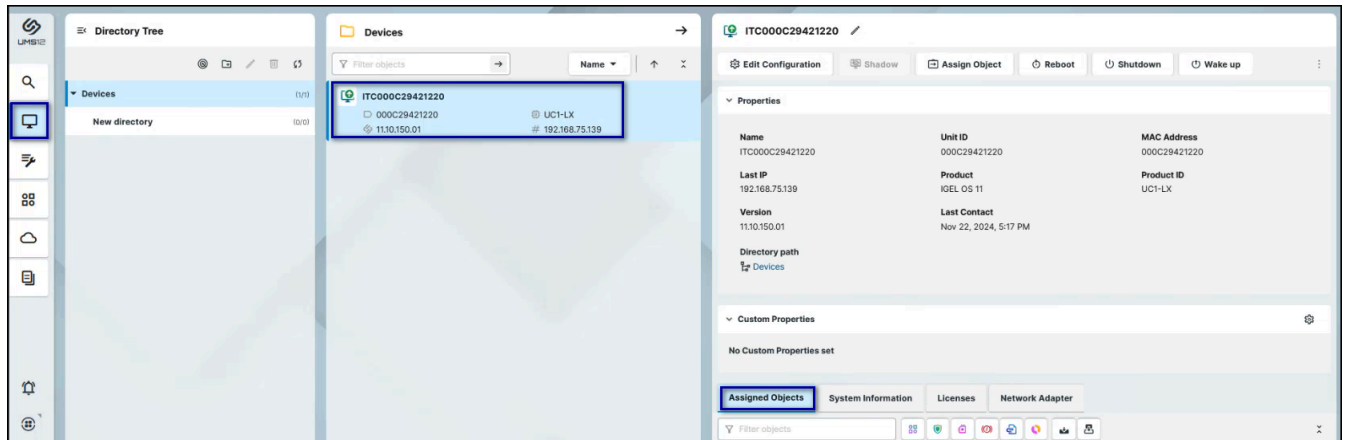 UMS12
Directory Tree
Devices (1/1)
New directory (0/0)
Devices
Filter objects
Name
ITC000C29421220
000C29421220 UC1-LX
11.10.150.01 # 192.168.75.139
ITC000C29421220
Edit Configuration Shadow Assign Object Reboot Shutdown Wake up
Properties
Name Unit ID MAC Address
ITC000C29421220 000C29421220 000C29421220
Last IP Product Product ID
192.168.75.139 IGEL OS 11 UC1-LX
Version Last Contact
11.10.150.01 Nov 22, 2024, 5:17 PM
Directory path
Devices
Custom Properties
No Custom Properties set
Assigned Objects System Information Licenses Network Adapter
Filter objects